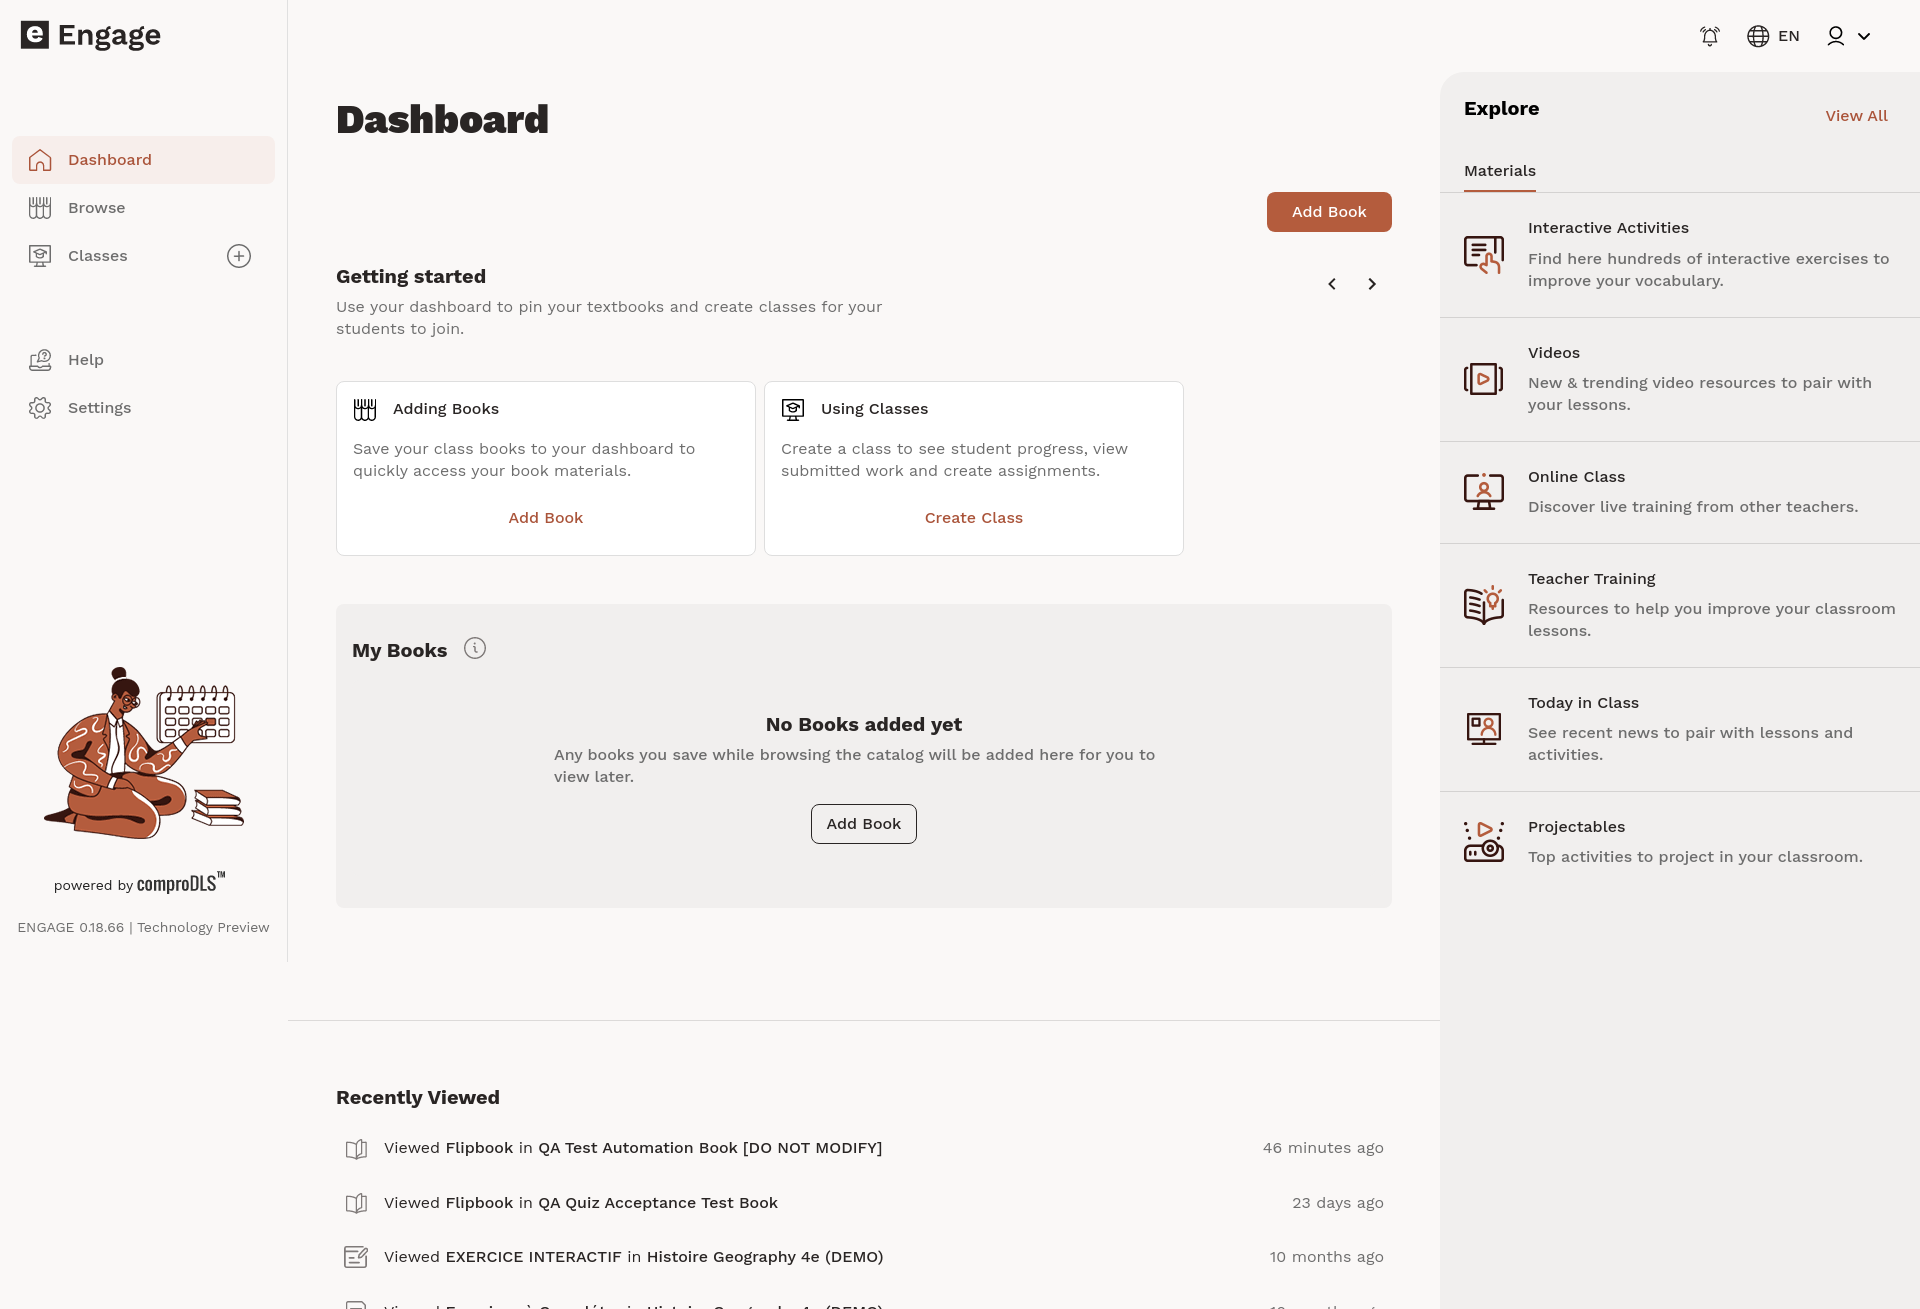 Engage
Dashboard
Browse
Classes
Help
Settings
powered by comproDLS™
ENGAGE 0.18.66 | Technology Preview
EN
Dashboard
Add Book
Getting started
Use your dashboard to pin your textbooks and create classes for your
students to join.
Adding Books
Save your class books to your dashboard to
quickly access your book materials.
Add Book
Using Classes
Create a class to see student progress, view
submitted work and create assignments.
Create Class
My Books
No Books added yet
Any books you save while browsing the catalog will be added here for you to
view later.
Add Book
Recently Viewed
Viewed Flipbook in QA Test Automation Book [DO NOT MODIFY]
46 minutes ago
Viewed Flipbook in QA Quiz Acceptance Test Book
23 days ago
Viewed EXERCICE INTERACTIF in Histoire Geography 4e (DEMO)
10 months ago
Explore
View All
Materials
Interactive Activities
Find here hundreds of interactive exercises to
improve your vocabulary.
Videos
New & trending video resources to pair with
your lessons.
Online Class
Discover live training from other teachers.
Teacher Training
Resources to help you improve your classroom
lessons.
Today in Class
See recent news to pair with lessons and
activities.
Projectables
Top activities to project in your classroom.